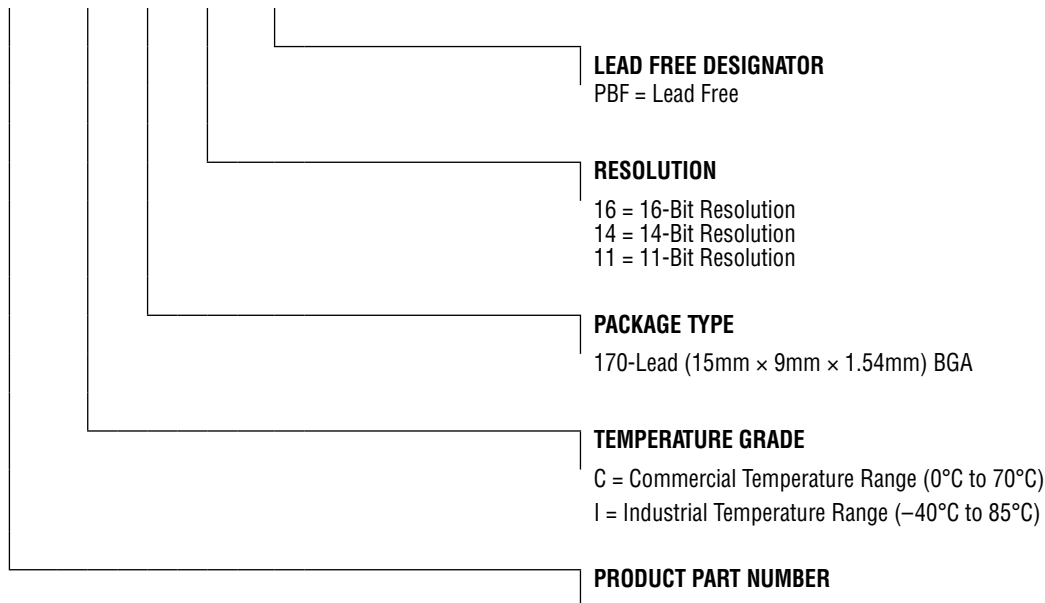 LEAD FREE DESIGNATOR
PBF = Lead Free
RESOLUTION
16 = 16-Bit Resolution
14 = 14-Bit Resolution
11 = 11-Bit Resolution
PACKAGE TYPE
170-Lead (15mm × 9mm × 1.54mm) BGA
TEMPERATURE GRADE
C = Commercial Temperature Range (0°C to 70°C)
I = Industrial Temperature Range (–40°C to 85°C)
PRODUCT PART NUMBER